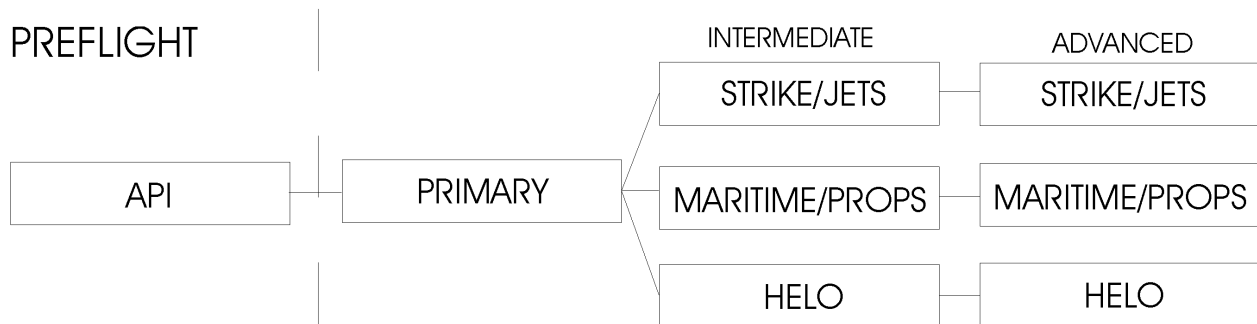 PREFLIGHT
INTERMEDIATE
ADVANCED
STRIKE/JETS
STRIKE/JETS
API
PRIMARY
MARITIME/PROPS
MARITIME/PROPS
HELO
HELO